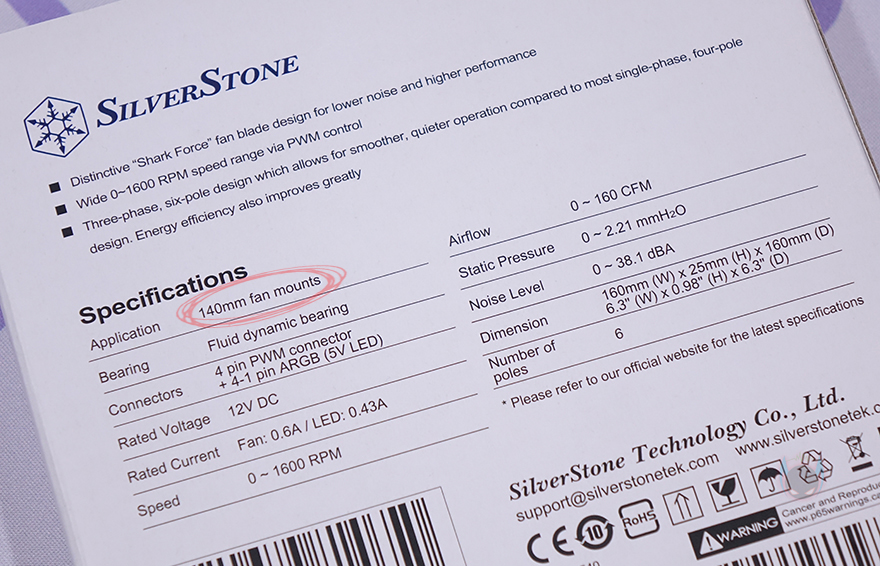 SILVERSTONE
■ Distinctive "Shark Force" fan blade design for lower noise and higher performance
■ Wide 0~1600 RPM speed range via PWM control
■ Three-phase, six-pole design which allows for smoother, quieter operation compared to most single-phase, four-pole
design. Energy efficiency also improves greatly
Specifications
Application 140mm fan mounts
Bearing Fluid dynamic bearing
Connectors 4 pin PWM connector
+ 4-1 pin ARGB (5V LED)
Rated Voltage 12V DC
Rated Current Fan: 0.6A / LED: 0.43A
Speed 0 ~ 1600 RPM
Airflow 0 ~ 160 CFM
Static Pressure 0 ~ 2.21 mmH2O
Noise Level 0 ~ 38.1 dBA
Dimension 160mm (W) x 25mm (H) x 160mm (D)
6.3" (W) x 0.98" (H) x 6.3" (D)
Number of
poles 6
* Please refer to our official website for the latest specifications
SilverStone Technology Co., Ltd.
support@silverstonetek.com www.silverstonetek.c
CE 10 RoHS
WARNING Cancer and
www.p65warnings.ca